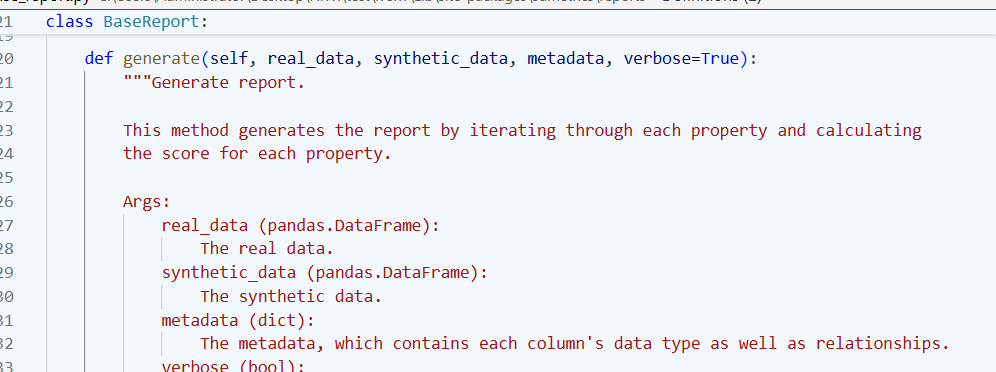 21 class BaseReport:
19
20 def generate(self, real_data, synthetic_data, metadata, verbose=True):
21 """Generate report.
22
23 This method generates the report by iterating through each property and calculating
24 the score for each property.
25
26 Args:
27 real_data (pandas.DataFrame):
28 The real data.
29 synthetic_data (pandas.DataFrame):
30 The synthetic data.
31 metadata (dict):
32 The metadata, which contains each column's data type as well as relationships.
33 verbose (bool):